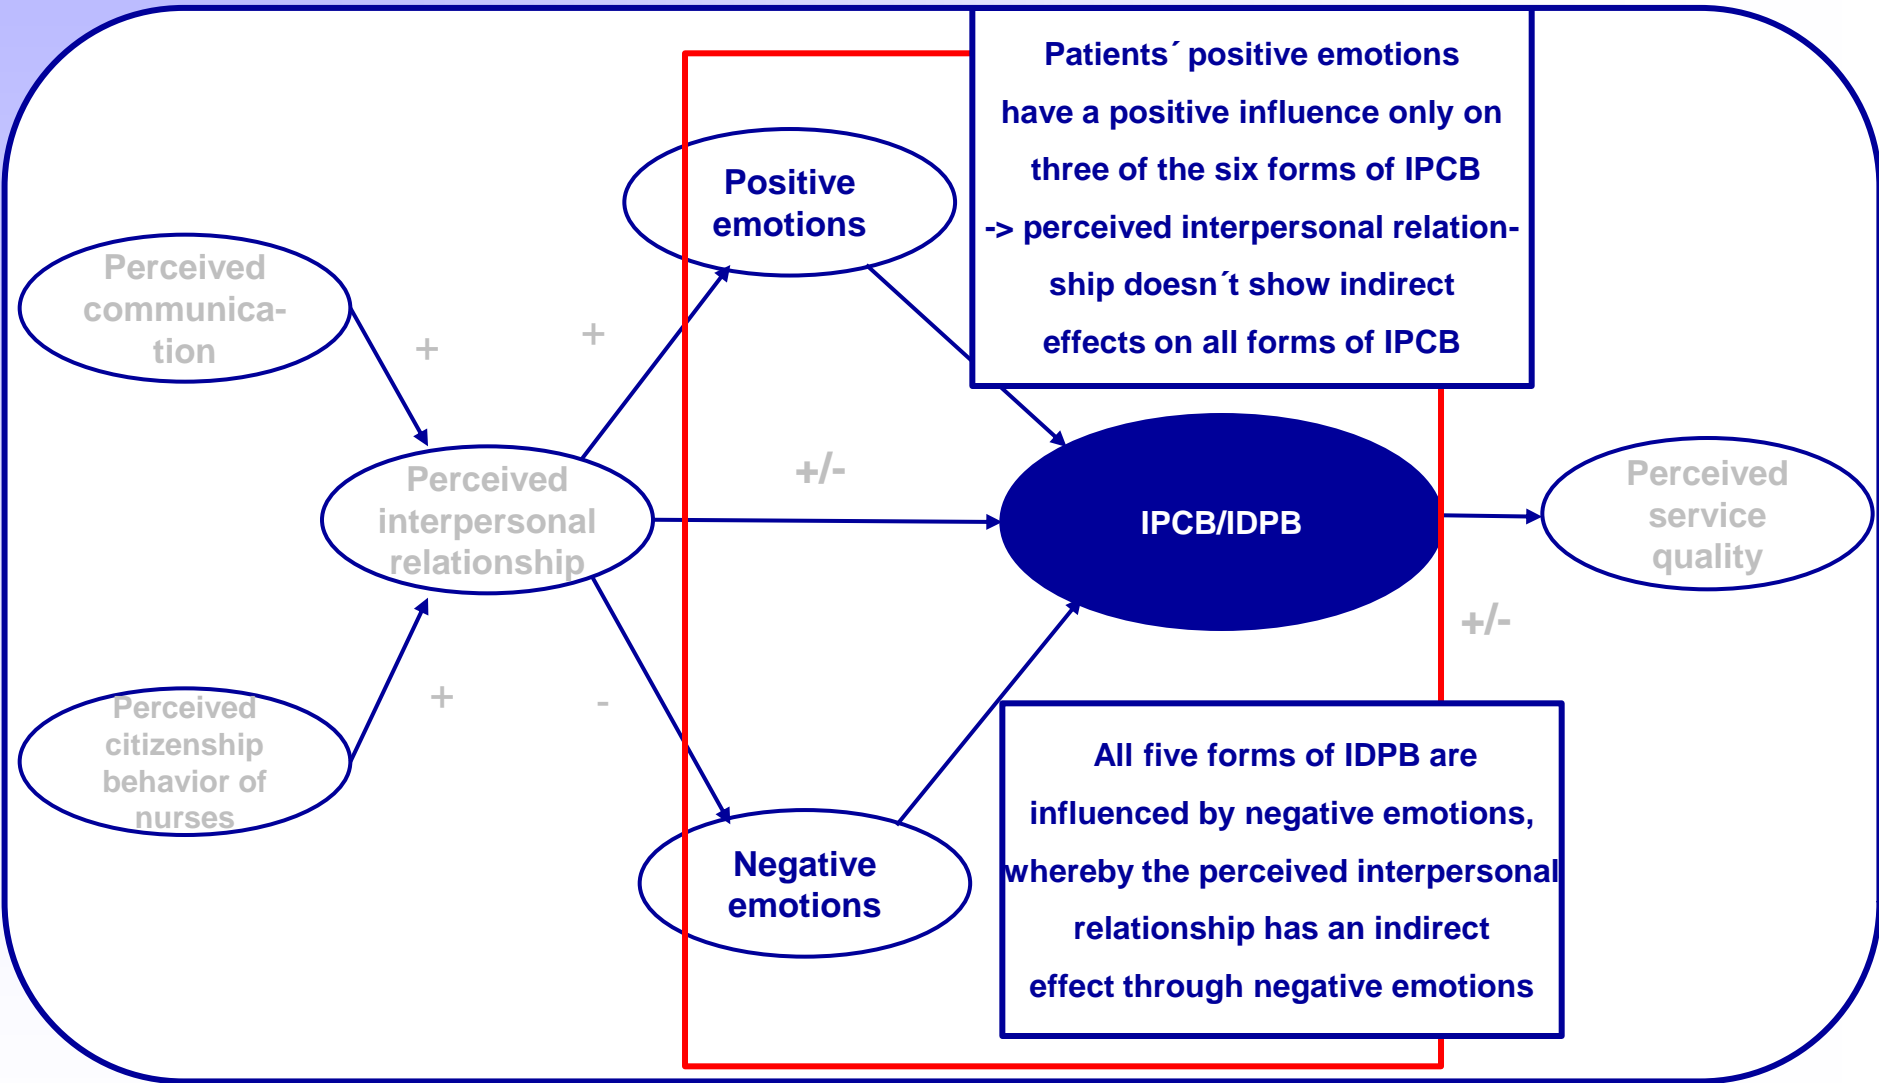 Patients´ positive emotions
have a positive influence only on
three of the six forms of IPCB
-> perceived interpersonal relation-
ship doesn´t show indirect
effects on all forms of IPCB
Positive
emotions
Perceived
communica-
tion
+
+
Perceived
interpersonal
relationship
+/-
IPCB/IDPB
Perceived
service
quality
+/-
Perceived
citizenship
behavior of
nurses
+
-
Negative
emotions
All five forms of IDPB are
influenced by negative emotions,
whereby the perceived interpersonal
relationship has an indirect
effect through negative emotions